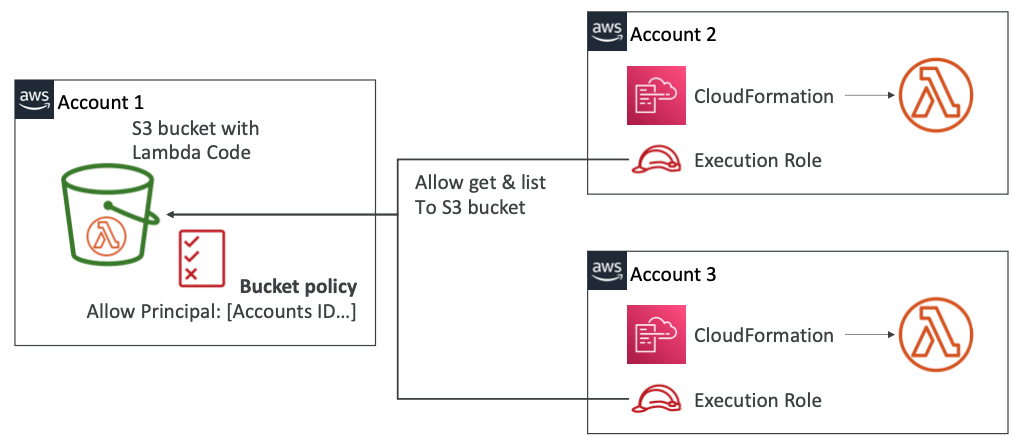 aws
Account 1
S3 bucket with
Lambda Code
Bucket policy
Allow Principal: [Accounts ID…]
Allow get & list
To S3 bucket
aws
Account 2
CloudFormation
Execution Role
aws
Account 3
CloudFormation
Execution Role